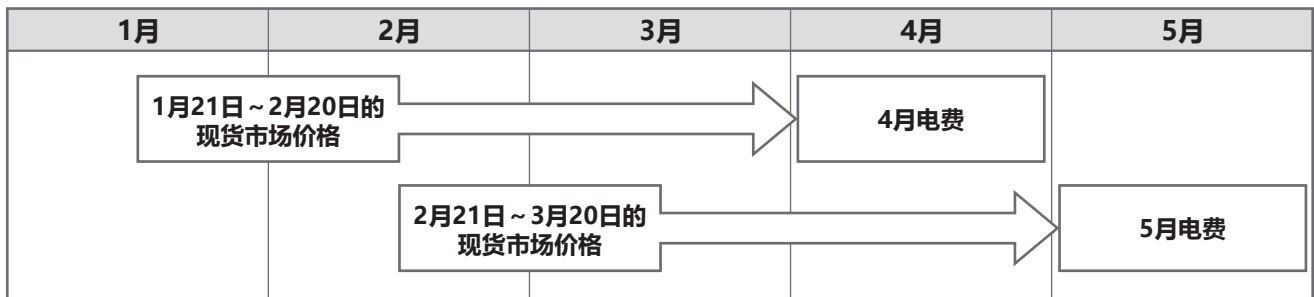 1月 2月 3月 4月 5月
1月21日～2月20日的
现货市场价格
4月电费
2月21日～3月20日的
现货市场价格
5月电费